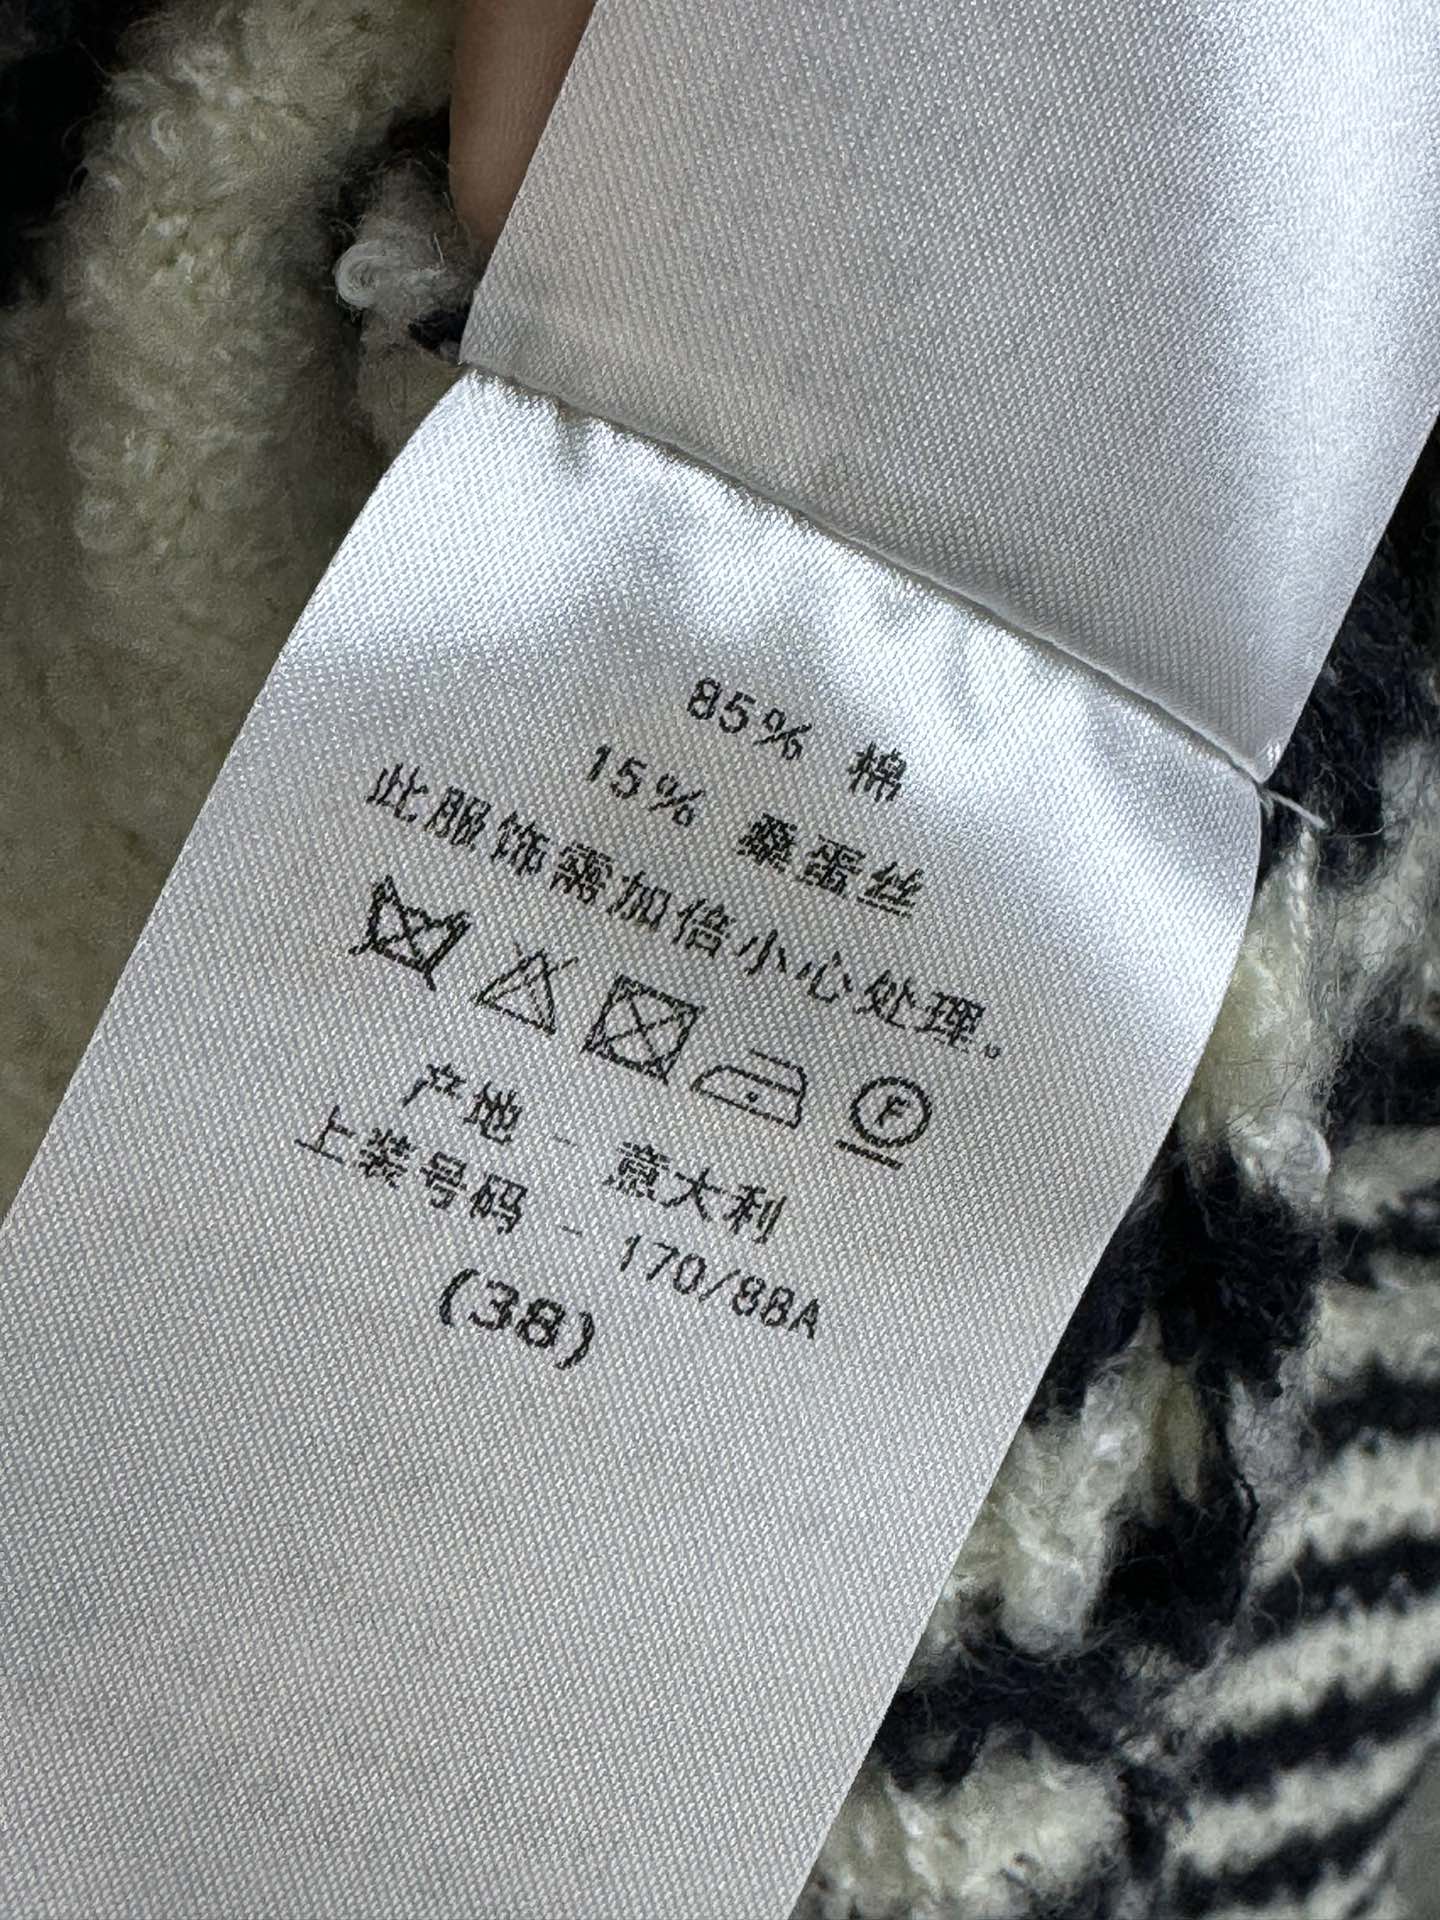 85% 棉
15% 桑蛋丝
此服饰需加倍小心处理。
F
产地 - 意大利
上装号码 - 170/88A
(38)